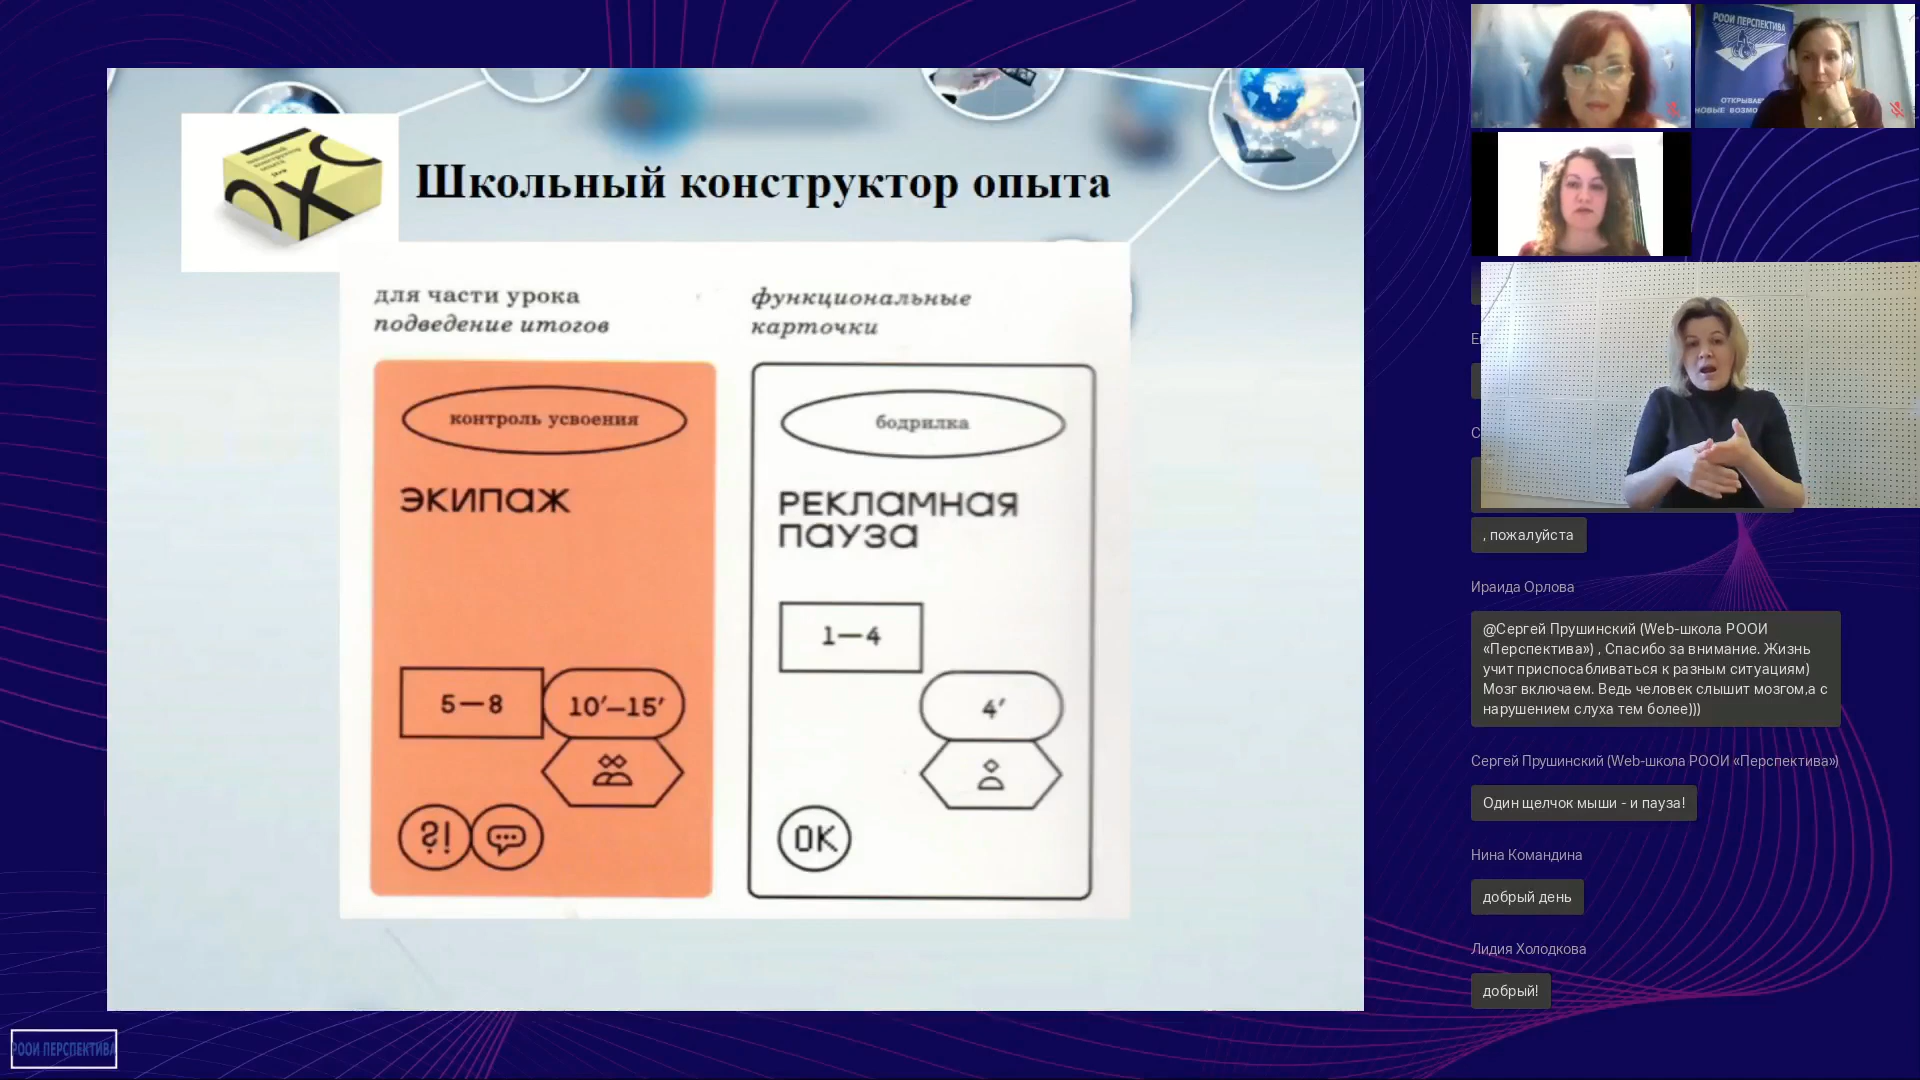 Школьный конструктор опыта
для части урока
подведение итогов
контроль усвоения
ЭКИПАЖ
5—8
10′—15′
?!
функциональные
карточки
бодрилка
РЕКЛАМНАЯ
ПАУЗА
1—4
4′
ОК
РООИ ПЕРСПЕКТИВА
РООИ ПЕРСПЕКТИВА
, пожалуйста
Ираида Орлова
@Сергей Прушинский (Web-школа РООИ
«Перспектива») , Спасибо за внимание. Жизнь
учит приспосабливаться к разным ситуациям)
Мозг включаем. Ведь человек слышит мозгом,а с
нарушением слуха тем более)))
Сергей Прушинский (Web-школа РООИ «Перспектива»)
Один щелчок мыши - и пауза!
Нина Командина
добрый день
Лидия Холодкова
добрый!